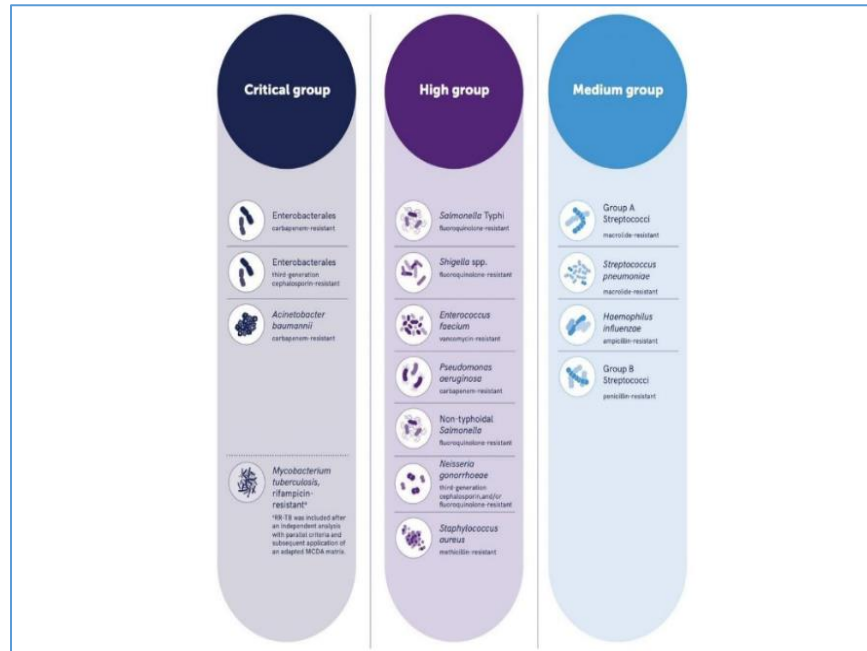 Critical group
Enterobacterales
carbapenem-resistant
Enterobacterales
third-generation
cephalosporin-resistant
Acinetobacter
baumannii
carbapenem-resistant
Mycobacterium
tuberculosis,
rifampicin-
resistant*
*RR-TB was included after
an independent analysis
with parallel criteria and
subsequent application of
an adapted MCDA matrix.
High group
Salmonella Typhi
fluoroquinolone-resistant
Shigella spp.
fluoroquinolone-resistant
Enterococcus
faecium
vancomycin-resistant
Pseudomonas
aeruginosa
carbapenem-resistant
Non-typhoidal
Salmonella
fluoroquinolone-resistant
Neisseria
gonorrhoeae
third-generation
cephalosporin,and/or
fluoroquinolone-resistant
Staphylococcus
aureus
methicillin-resistant
Medium group
Group A
Streptococci
macrolide-resistant
Streptococcus
pneumoniae
macrolide-resistant
Haemophilus
influenzae
ampicillin-resistant
Group B
Streptococci
penicillin-resistant